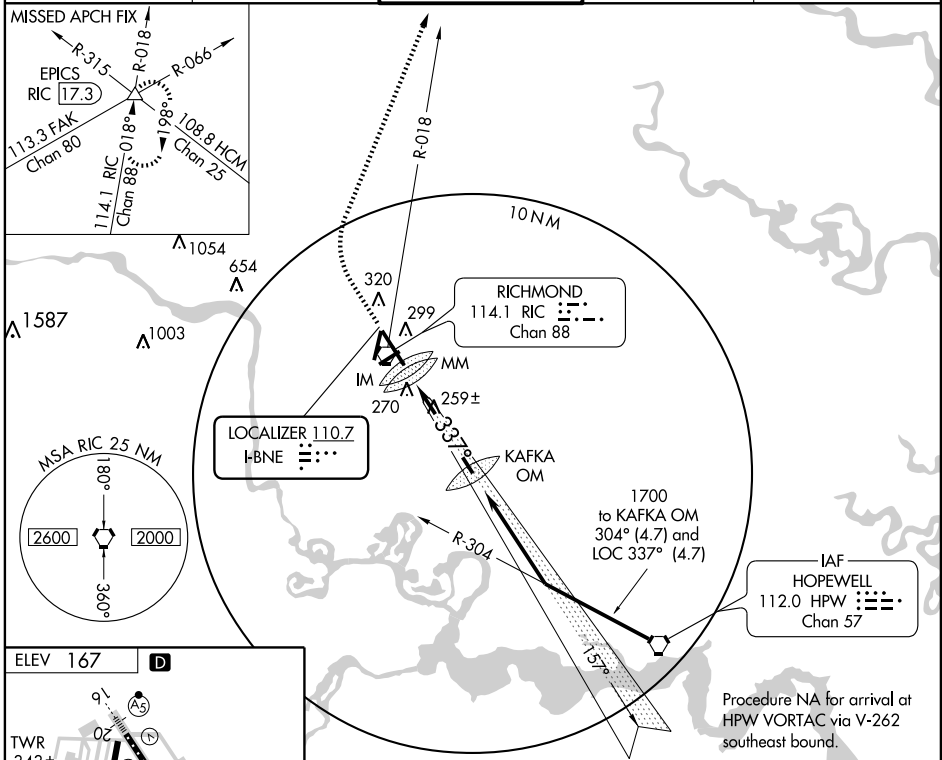 MISSED APCH FIX
R-315
R-018
R-066
EPICS
RIC 17.3
113.3 FAK
Chan 80
018°
198°
108.8 HCM
Chan 25
114.1 RIC
Chan 88
1054
654
1587
1003
R-018
10 NM
320
299
RICHMOND
114.1 RIC
Chan 88
IM
MM
270
259±
LOCALIZER 110.7
I-BNE
337°
KAFKA
OM
MSA RIC 25 NM
180°
2600
2000
360°
1700
to KAFKA OM
304° (4.7) and
LOC 337° (4.7)
R-304
IAF
HOPEWELL
112.0 HPW
Chan 57
157°
Procedure NA for arrival at
HPW VORTAC via V-262
southeast bound.
ELEV 167
D
16
A5
20
TWR